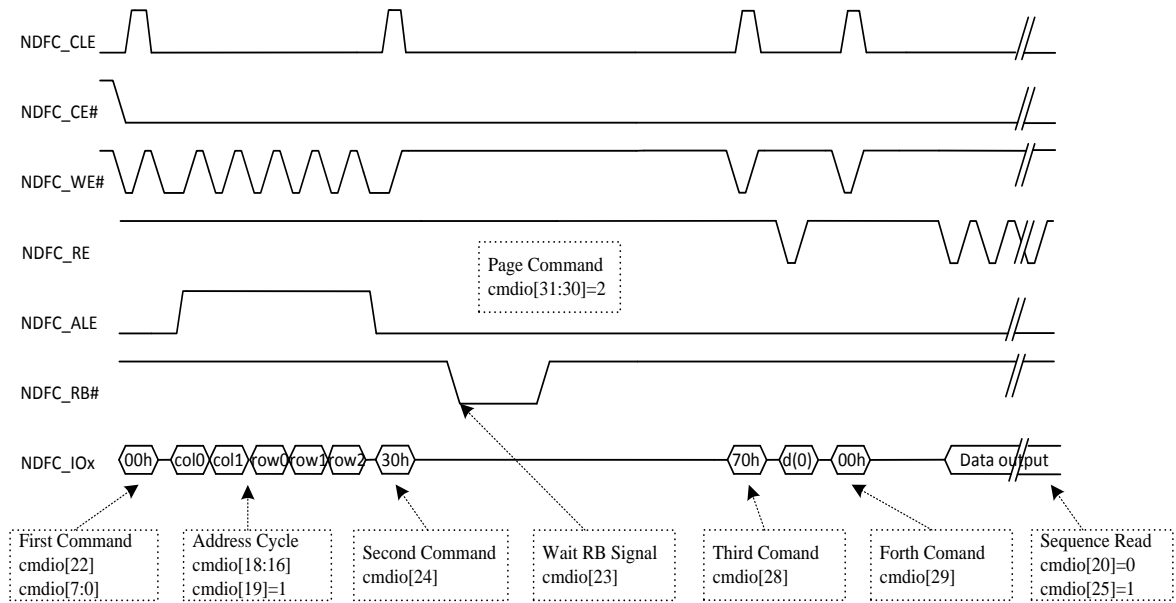 NDFC_CLE
NDFC_CE#
NDFC_WE#
NDFC_RE
Page Command
cmdio[31:30]=2
NDFC_ALE
NDFC_RB#
NDFC_IOx
00h
col0
col1
row0
row1
row2
30h
70h
d(0)
00h
Data output
First Command
cmdio[22]
cmdio[7:0]
Address Cycle
cmdio[18:16]
cmdio[19]=1
Second Command
cmdio[24]
Wait RB Signal
cmdio[23]
Third Comand
cmdio[28]
Forth Comand
cmdio[29]
Sequence Read
cmdio[20]=0
cmdio[25]=1